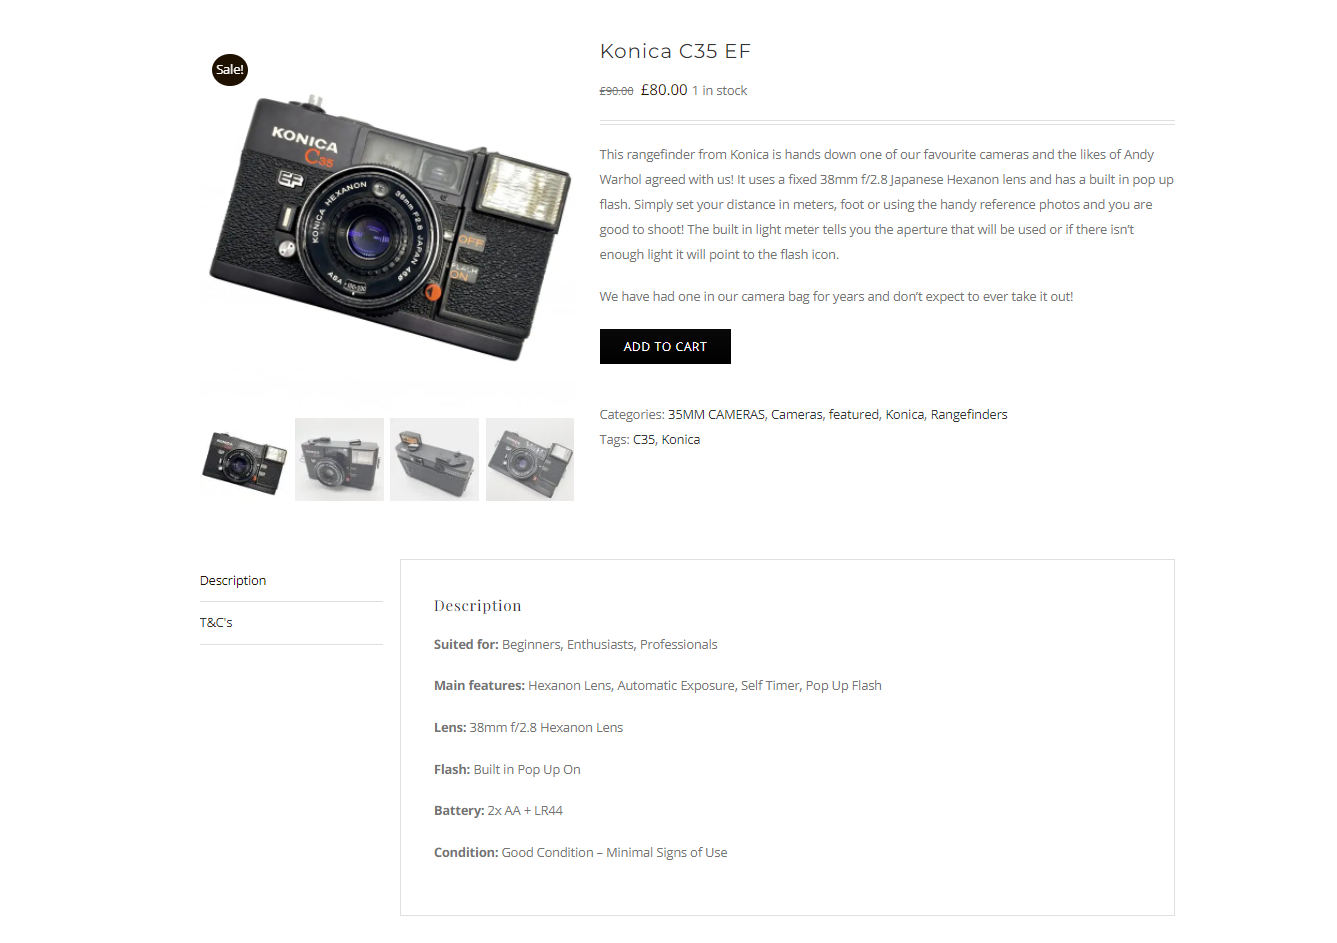 Sale!
KONICA
C35
EF
KONICA HEXANON 38mm F2.8 JAPAN 46ø
ASA
OFF
FLASH
ON
Konica C35 EF
£90.00 £80.00 1 in stock
This rangefinder from Konica is hands down one of our favourite cameras and the likes of Andy
Warhol agreed with us! It uses a fixed 38mm f/2.8 Japanese Hexanon lens and has a built in pop up
flash. Simply set your distance in meters, foot or using the handy reference photos and you are
good to shoot! The built in light meter tells you the aperture that will be used or if there isn’t
enough light it will point to the flash icon.
We have had one in our camera bag for years and don’t expect to ever take it out!
ADD TO CART
Categories: 35MM CAMERAS, Cameras, featured, Konica, Rangefinders
Tags: C35, Konica
Description
T&C's
Description
Suited for: Beginners, Enthusiasts, Professionals
Main features: Hexanon Lens, Automatic Exposure, Self Timer, Pop Up Flash
Lens: 38mm f/2.8 Hexanon Lens
Flash: Built in Pop Up On
Battery: 2x AA + LR44
Condition: Good Condition – Minimal Signs of Use